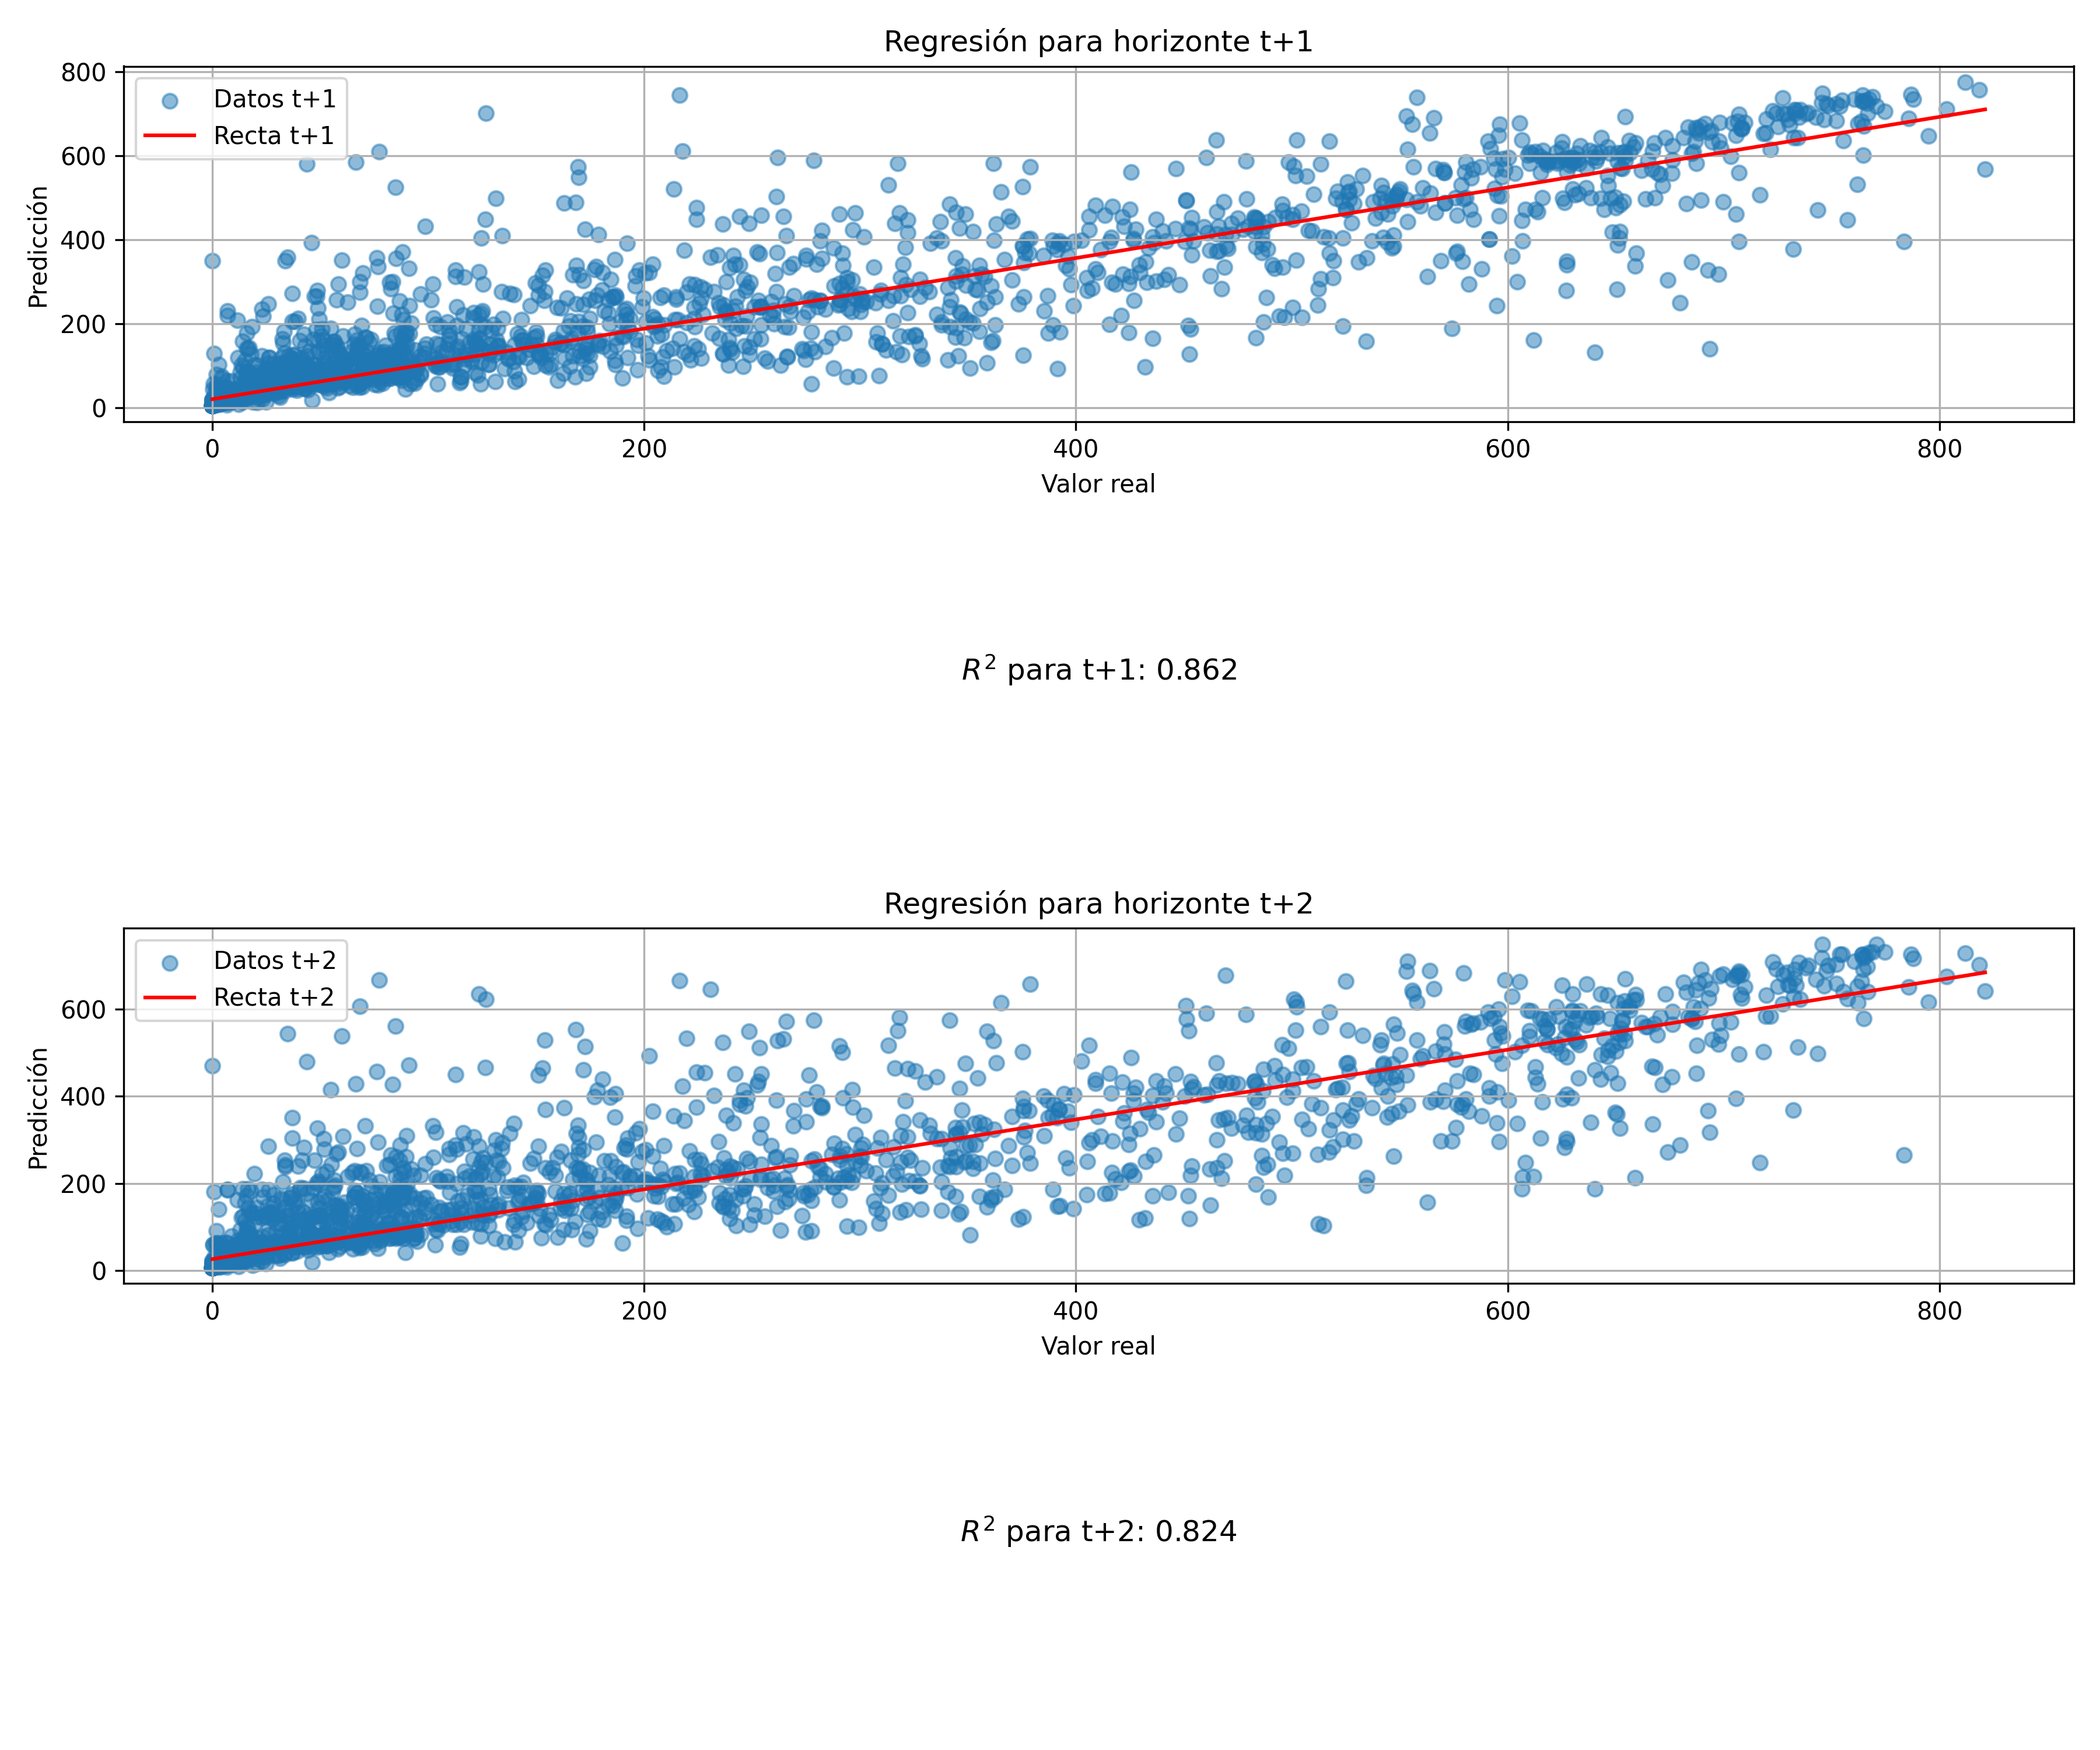 Regresión para horizonte t+1
800
600
400
200
0
Predicción
Datos t+1
Recta t+1
0 200 400 600 800
Valor real
R² para t+1: 0.862
Regresión para horizonte t+2
600
400
200
0
Predicción
Datos t+2
Recta t+2
0 200 400 600 800
Valor real
R² para t+2: 0.824